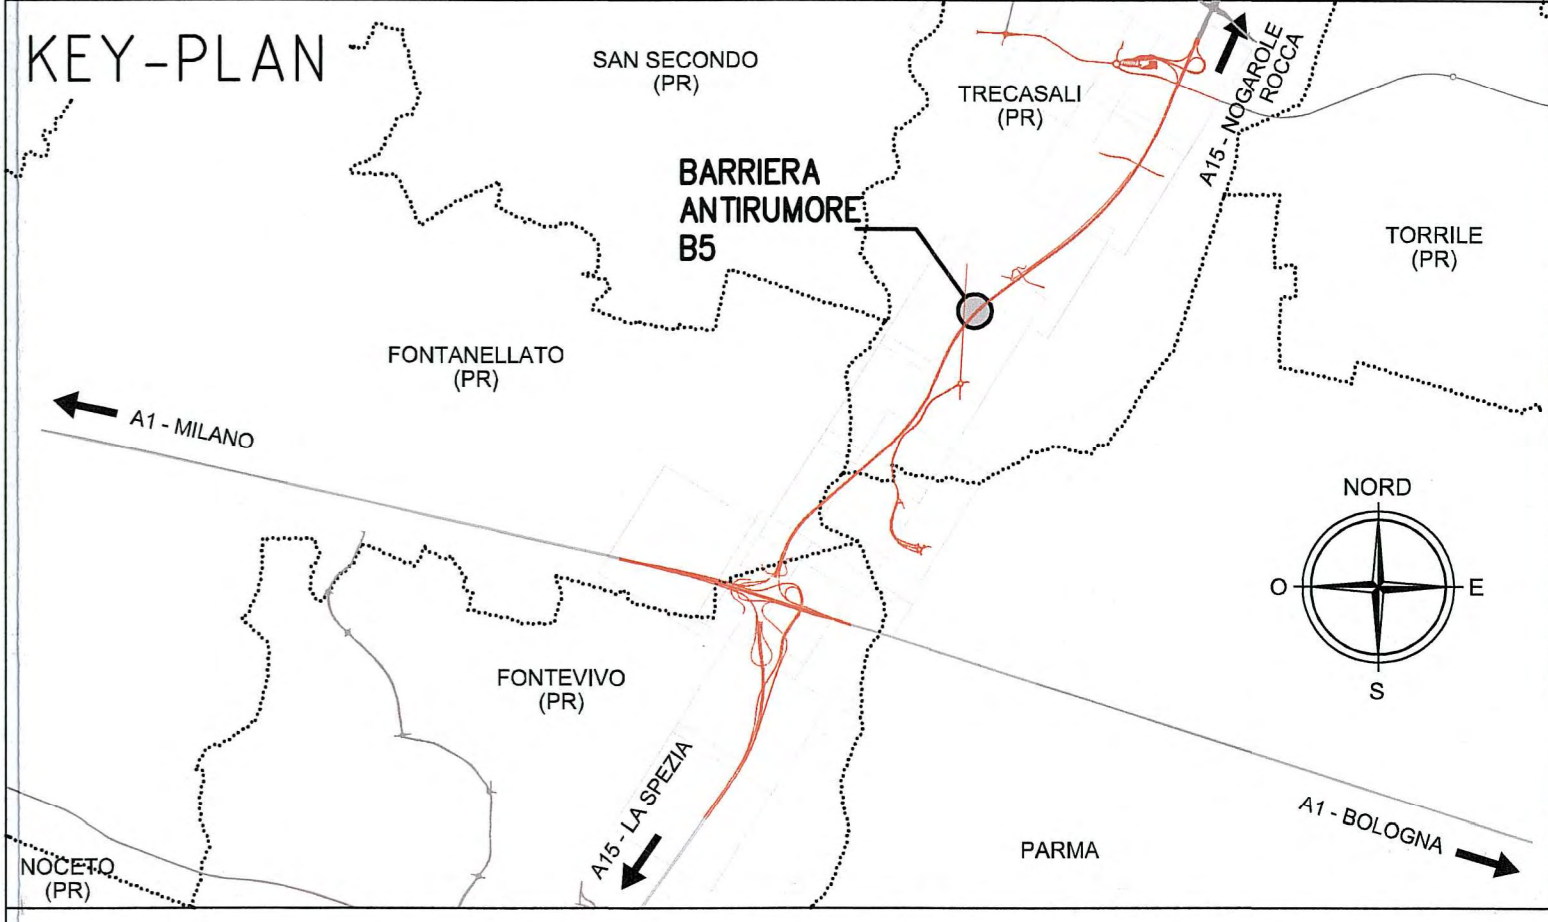 KEY-PLAN
SAN SECONDO
(PR)
TRECASALI
(PR)
A15 - NOGAROLE
ROCCA
BARRIERA
ANTIRUMORE
B5
TORRILE
(PR)
FONTANELLATO
(PR)
A1 - MILANO
NORD
O
E
S
FONTEVIVO
(PR)
A15 - LA SPEZIA
A1 - BOLOGNA
PARMA
NOCETO
(PR)